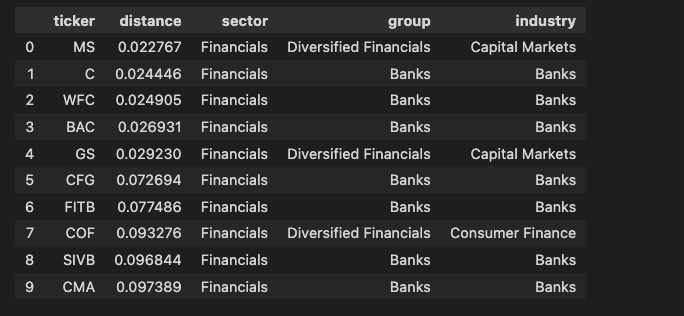 ticker distance sector group industry
0 MS 0.022767 Financials Diversified Financials Capital Markets
1 C 0.024446 Financials Banks Banks
2 WFC 0.024905 Financials Banks Banks
3 BAC 0.026931 Financials Banks Banks
4 GS 0.029230 Financials Diversified Financials Capital Markets
5 CFG 0.072694 Financials Banks Banks
6 FITB 0.077486 Financials Banks Banks
7 COF 0.093276 Financials Diversified Financials Consumer Finance
8 SIVB 0.096844 Financials Banks Banks
9 CMA 0.097389 Financials Banks Banks